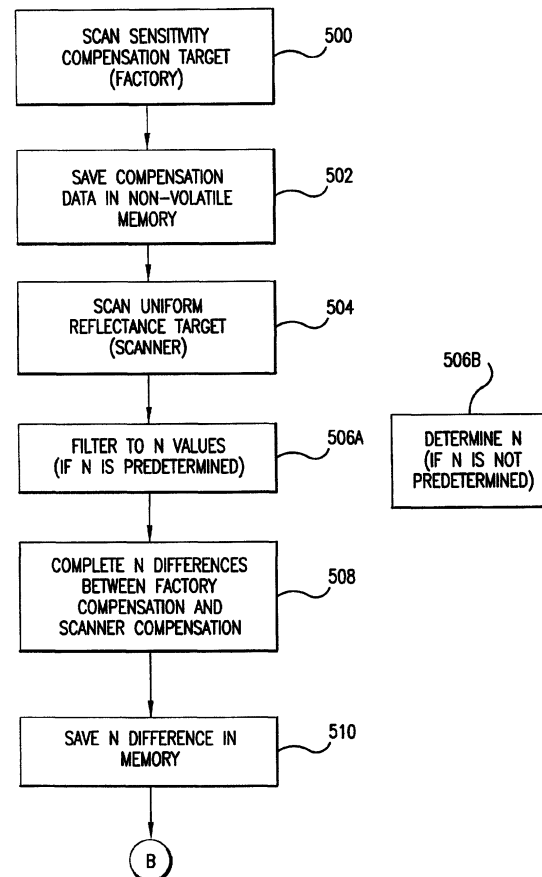 SCAN SENSITIVITY
COMPENSATION TARGET
(FACTORY)
500
SAVE COMPENSATION
DATA IN NON-VOLATILE
MEMORY
502
SCAN UNIFORM
REFLECTANCE TARGET
(SCANNER)
504
FILTER TO N VALUES
(IF N IS PREDETERMINED)
506A
506B
DETERMINE N
(IF N IS NOT
PREDETERMINED)
COMPLETE N DIFFERENCES
BETWEEN FACTORY
COMPENSATION AND
SCANNER COMPENSATION
508
SAVE N DIFFERENCE IN
MEMORY
510
B